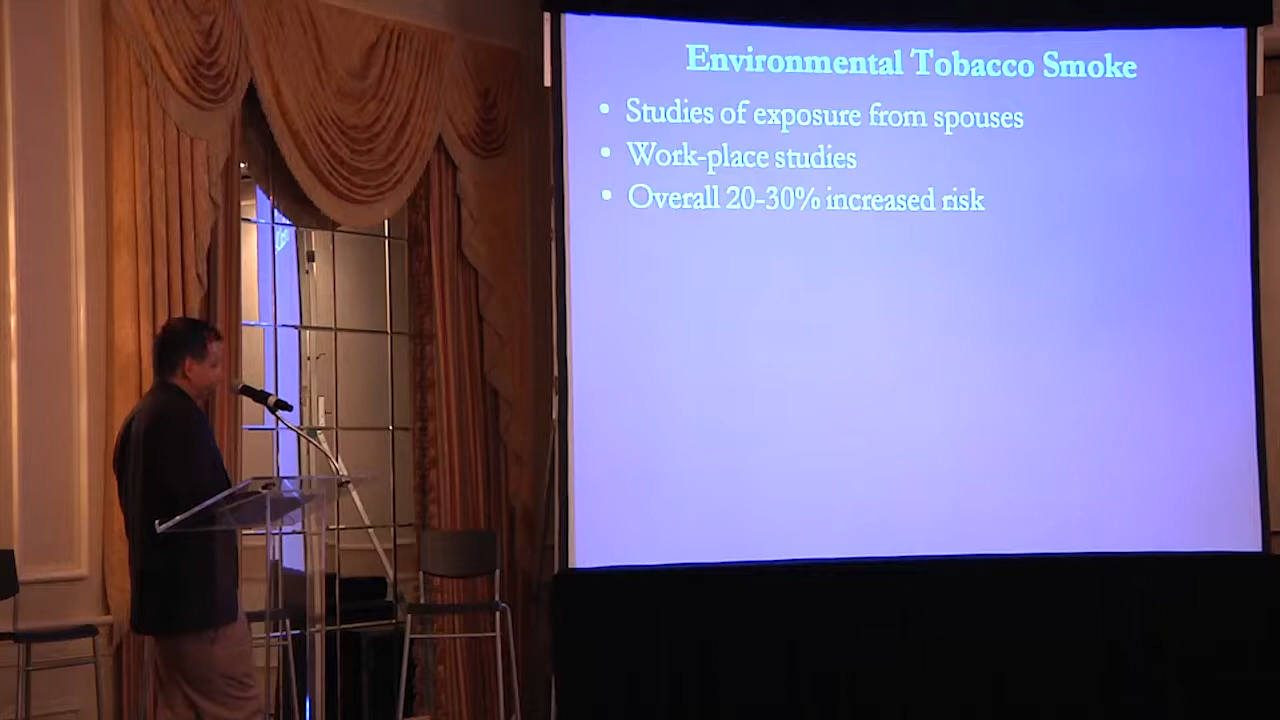 Environmental Tobacco Smoke
• Studies of exposure from spouses
• Work-place studies
• Overall 20-30% increased risk